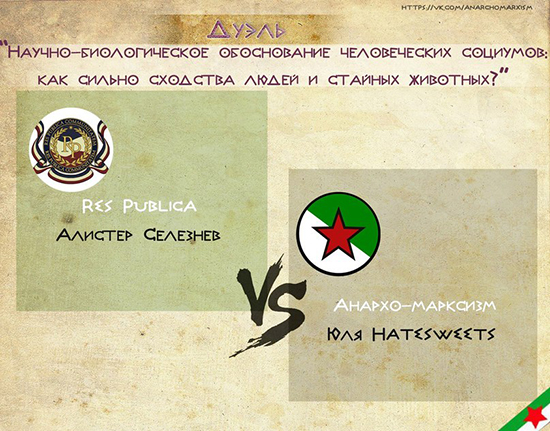 HTTPS://VK.COM/ANARCHOMARXISM
Дуэль
"Научно-биологическое обоснование человеческих социумов:
как сильно сходства людей и стайных животных?"
Res Publica
Алистер Селезнев
VS
Анархо-марксизм
Юля HATESWEETS